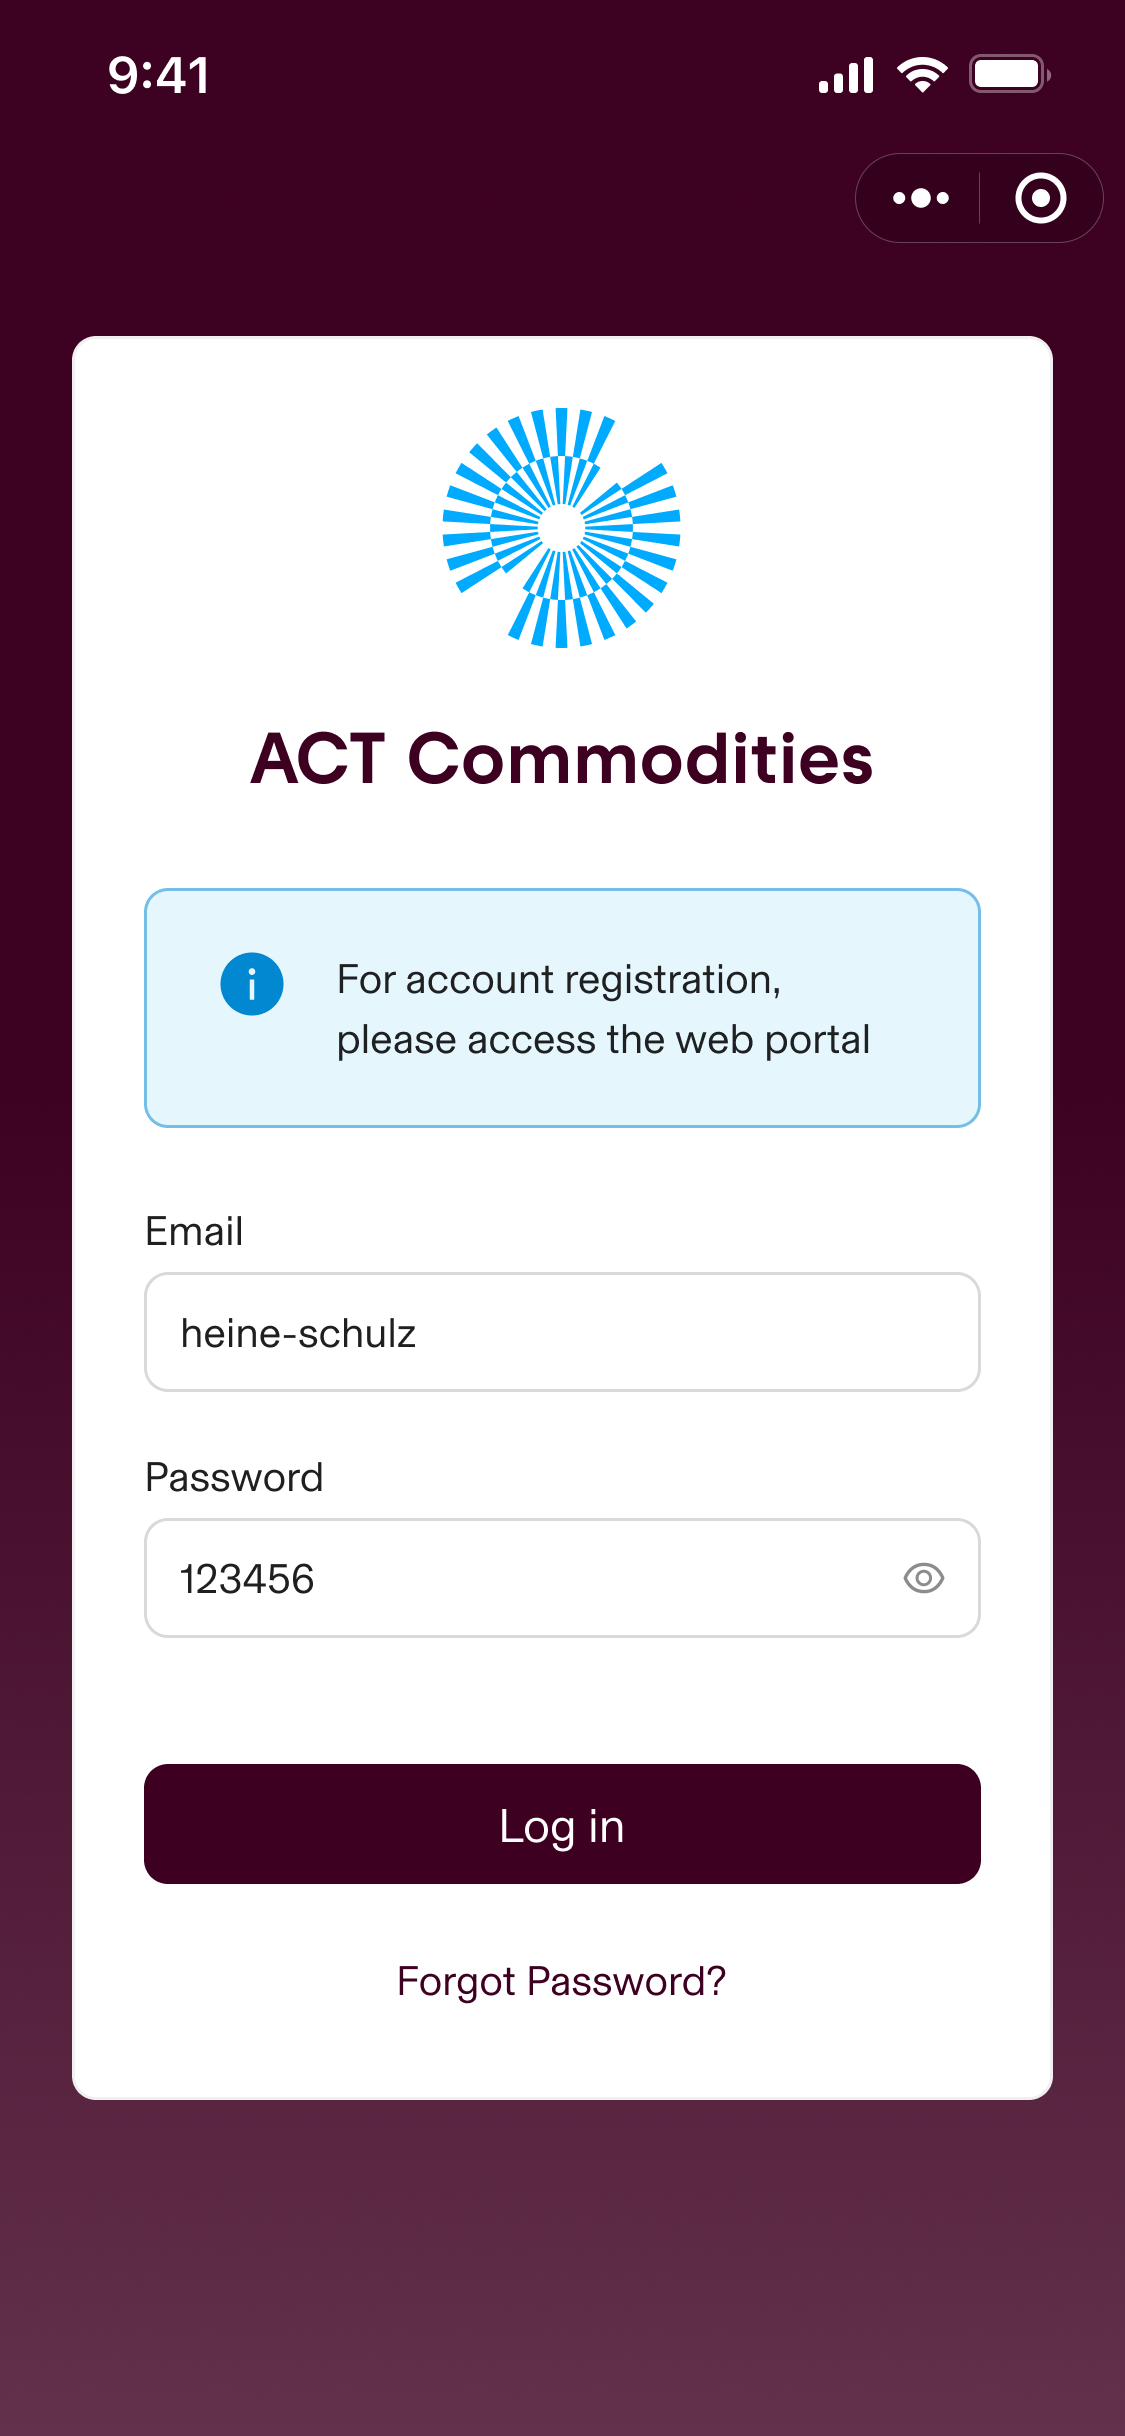 9:41
ACT Commodities
For account registration,
please access the web portal
Email
heine-schulz
Password
123456
Log in
Forgot Password?